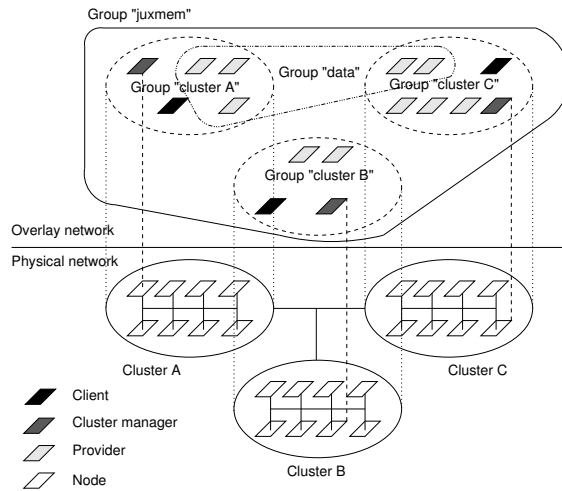 Group "juxmem"
Group "data"
Group "cluster A"
Group "cluster C"
Group "cluster B"
Overlay network
Physical network
Cluster A
Cluster C
Cluster B
Client
Cluster manager
Provider
Node